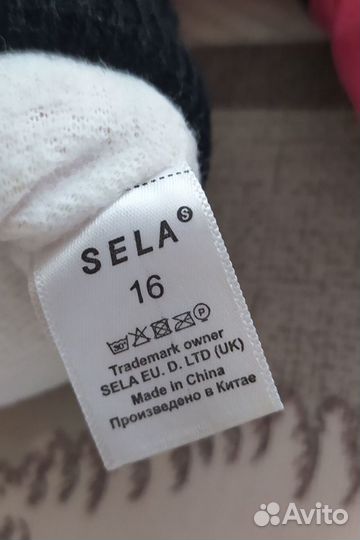 SELA S
16
30° P
Trademark owner
SELA EU. D. LTD (UK)
Made in China
Произведено в Китае
Avito